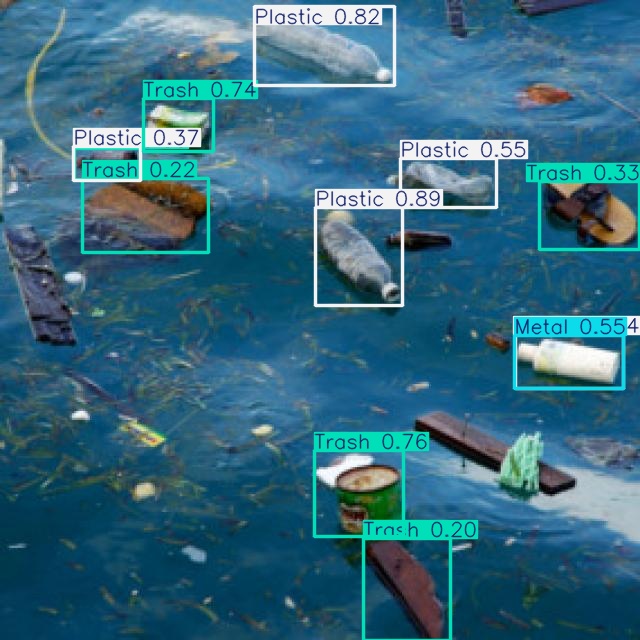 Plastic 0.82
Trash 0.74
Plastic 0.37
Plastic 0.55
Trash 0.22
Trash 0.33
Plastic 0.89
Metal 0.55
4
Trash 0.76
Trash 0.20